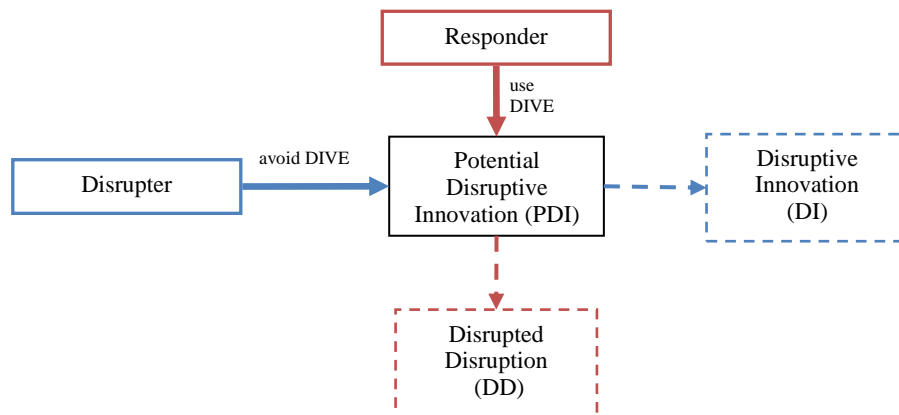 Responder
use
DIVE
avoid DIVE
Disrupter
Potential
Disruptive
Innovation (PDI)
Disruptive
Innovation
(DI)
Disrupted
Disruption
(DD)